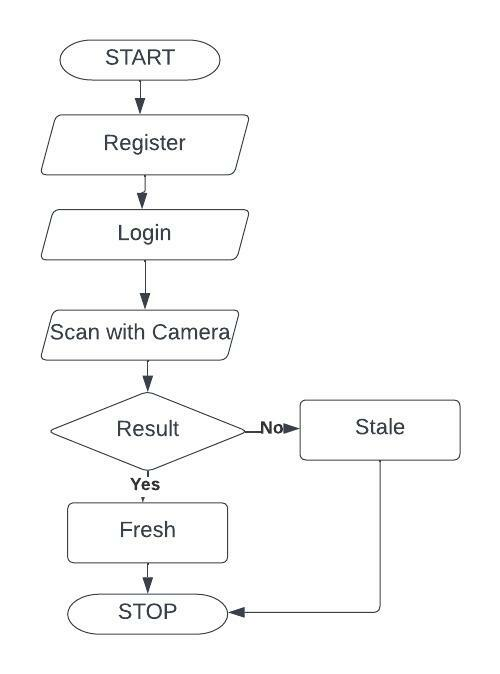 START
Register
Login
Scan with Camera
Result
No
Stale
Yes
Fresh
STOP